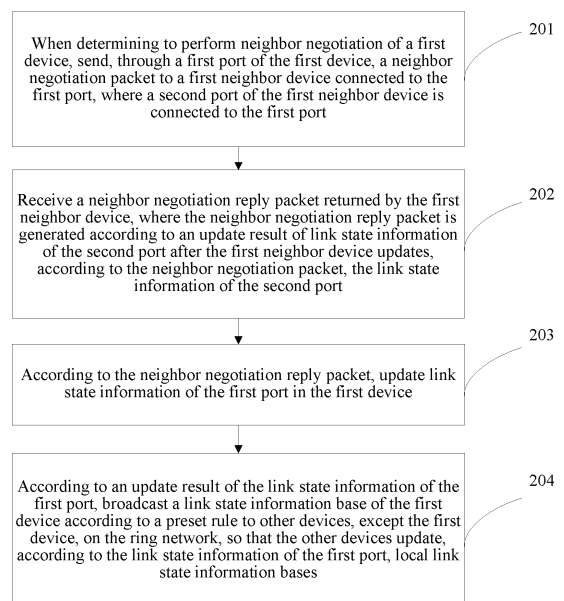 When determining to perform neighbor negotiation of a first
device, send, through a first port of the first device, a neighbor
negotiation packet to a first neighbor device connected to the
first port, where a second port of the first neighbor device is
connected to the first port
201
Receive a neighbor negotiation reply packet returned by the first
neighbor device, where the neighbor negotiation reply packet is
generated according to an update result of link state information
of the second port after the first neighbor device updates,
according to the neighbor negotiation packet, the link state
information of the second port
202
According to the neighbor negotiation reply packet, update link
state information of the first port in the first device
203
According to an update result of the link state information of the
first port, broadcast a link state information base of the first
device according to a preset rule to other devices, except the first
device, on the ring network, so that the other devices update,
according to the link state information of the first port, local link
state information bases
204